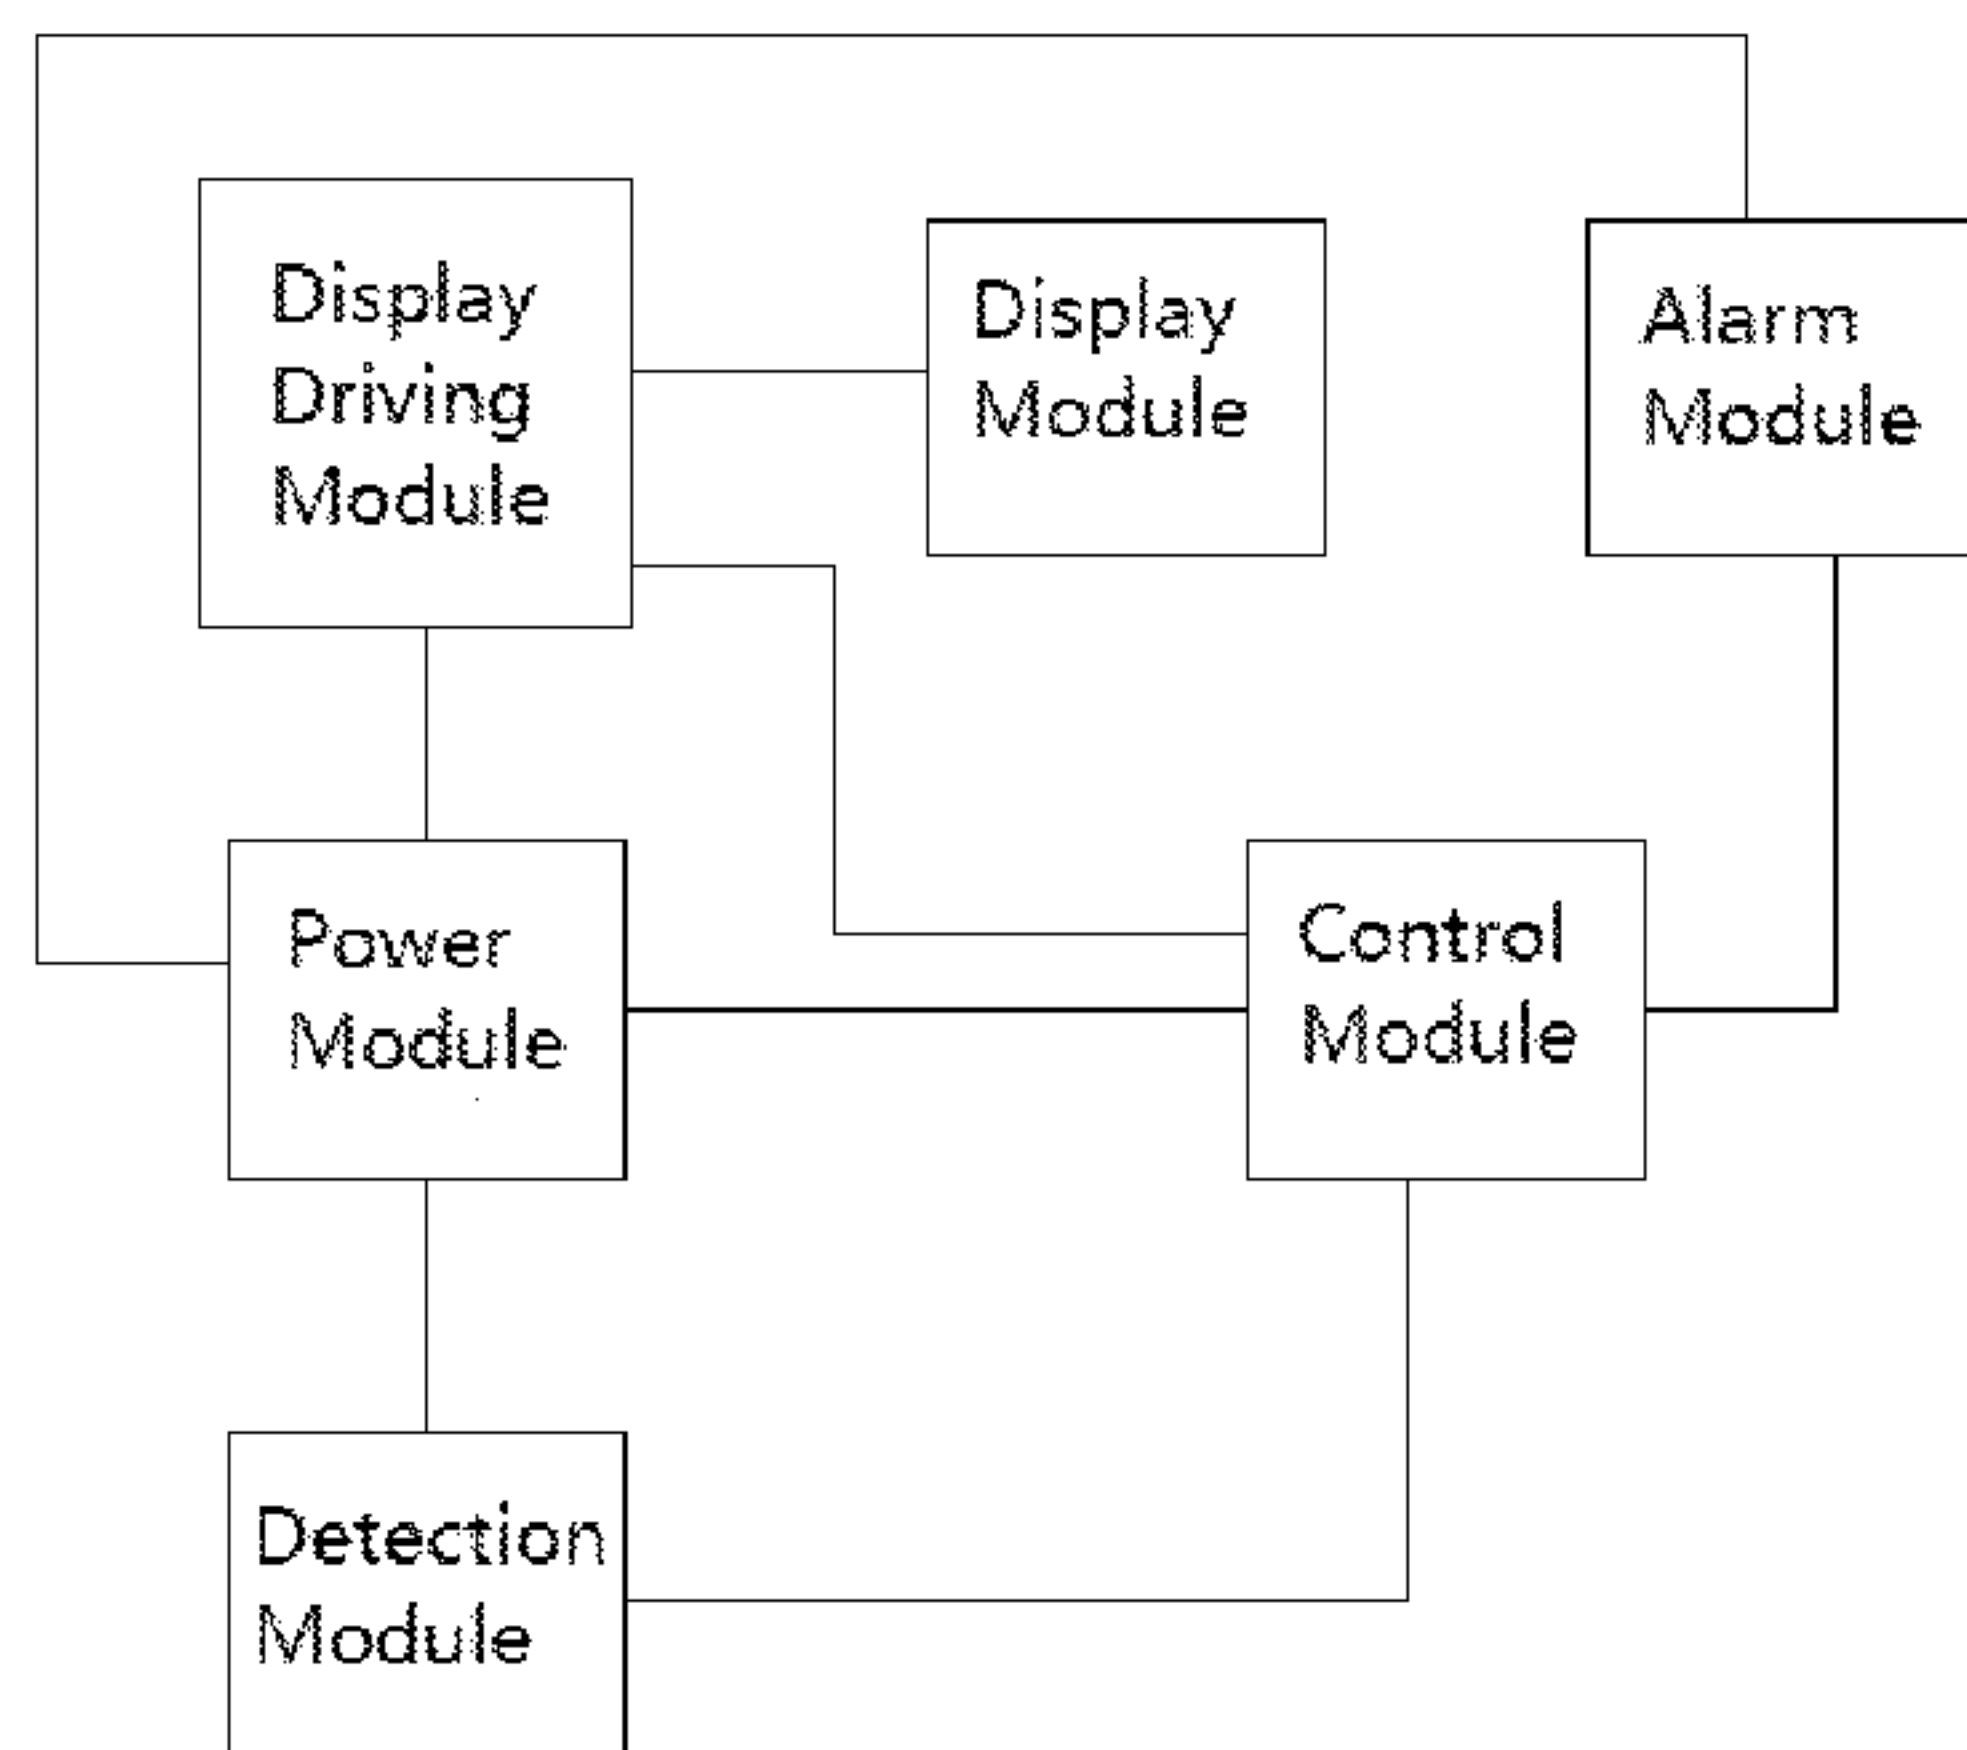 Display
Driving
Module
Display
Module
Alarm
Module
Power
Module
Control
Module
Detection
Module